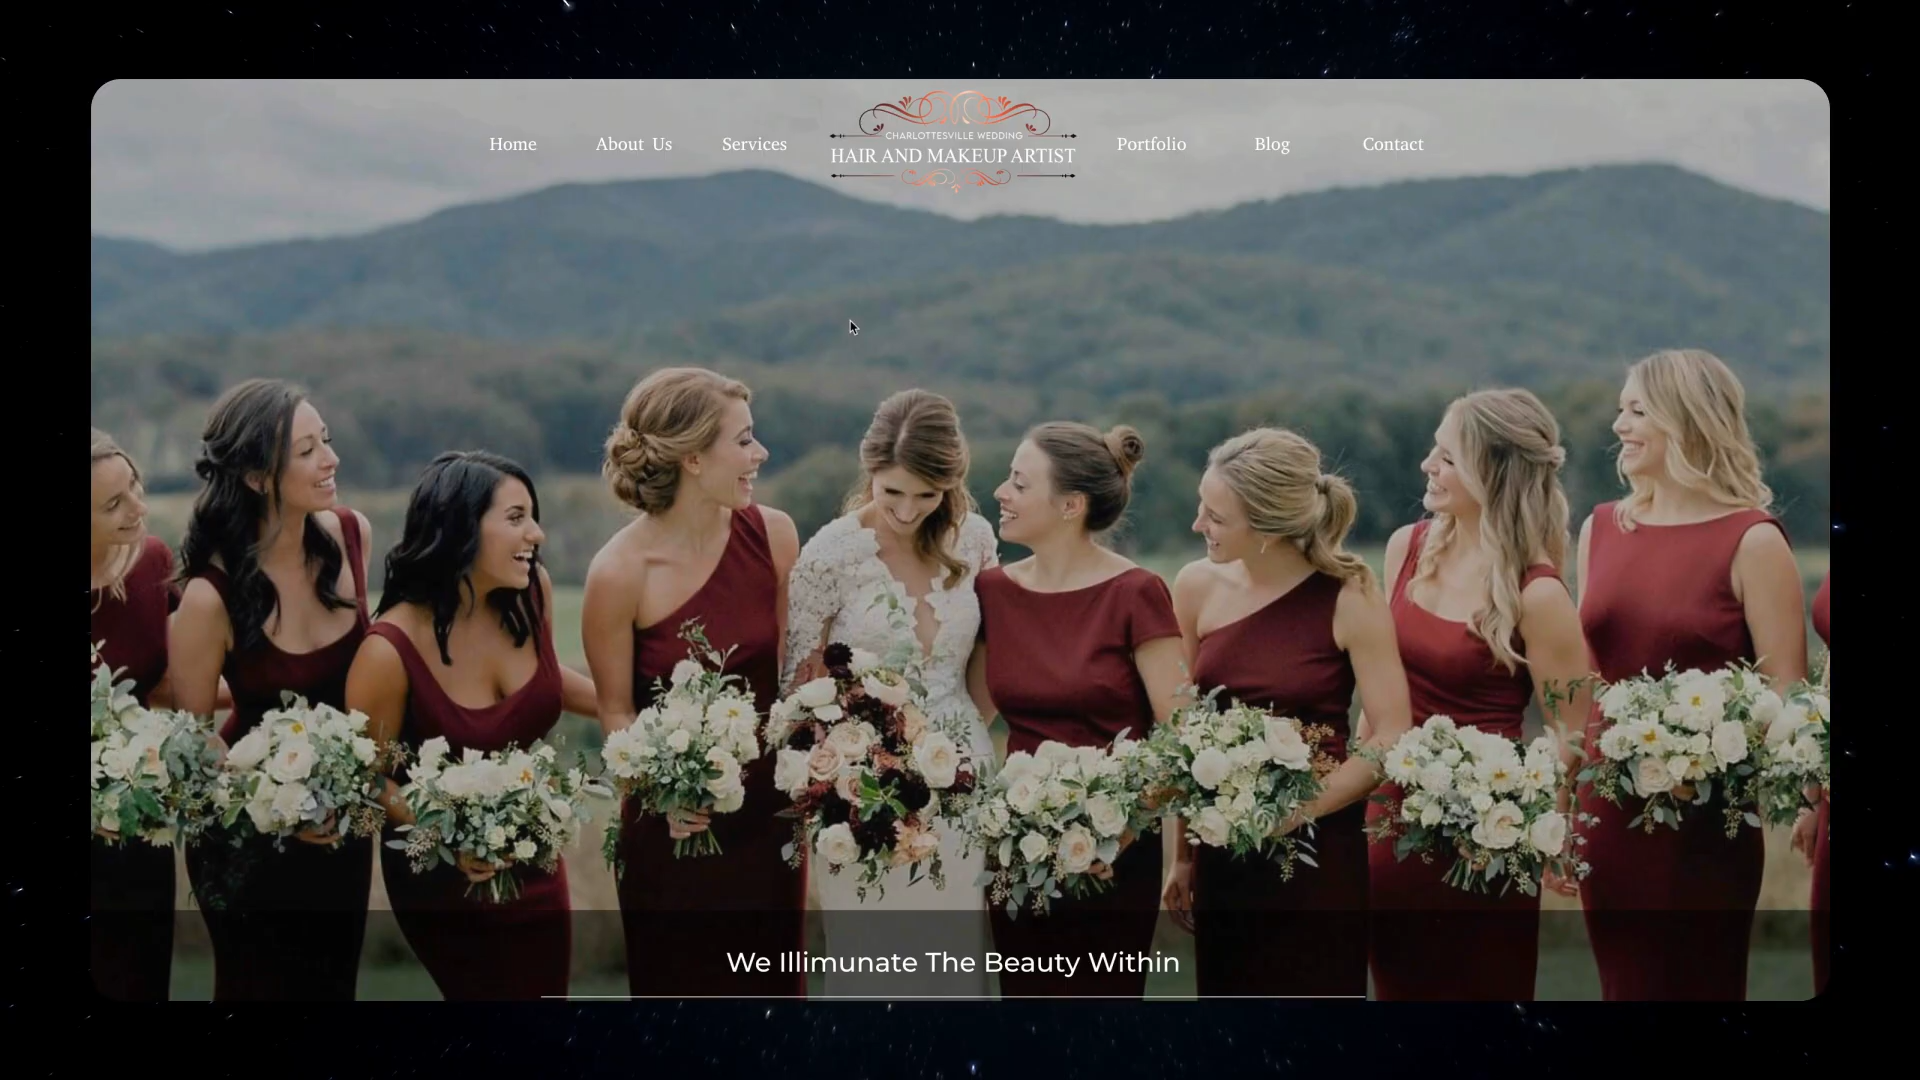 Home
About Us
Services
CHARLOTTESVILLE WEDDING
HAIR AND MAKEUP ARTIST
Portfolio
Blog
Contact
We Illimunate The Beauty Within